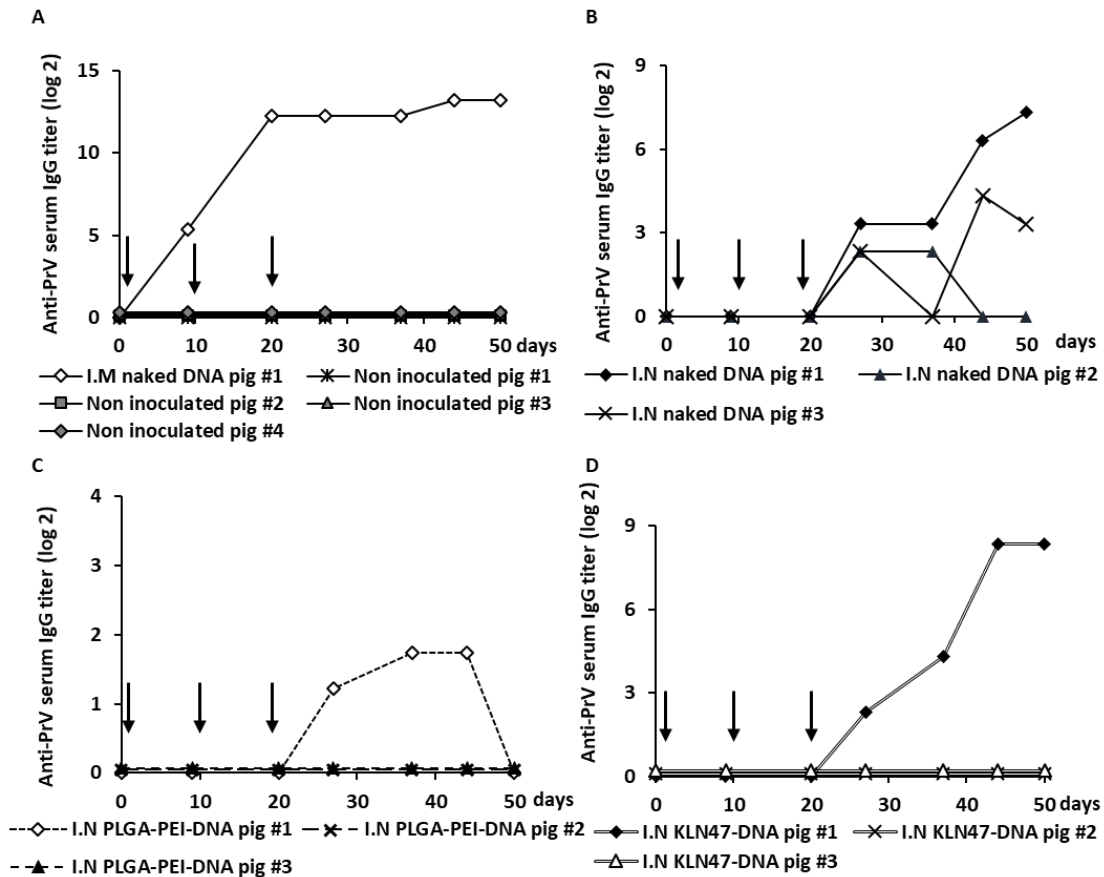 A
Anti-PrV serum IgG titer (log 2)
15
10
5
0
0 10 20 30 40 50 days
I.M naked DNA pig #1 Non inoculated pig #1
Non inoculated pig #2 Non inoculated pig #3
Non inoculated pig #4
B
Anti-PrV serum IgG titer (log 2)
9
6
3
0
0 10 20 30 40 50 days
I.N naked DNA pig #1 I.N naked DNA pig #2
I.N naked DNA pig #3
C
Anti-PrV serum IgG titer (log 2)
4
3
2
1
0
0 10 20 30 40 50 days
I.N PLGA-PEI-DNA pig #1 I.N PLGA-PEI-DNA pig #2
I.N PLGA-PEI-DNA pig #3
D
Anti-PrV serum IgG titer (log 2)
9
6
3
0
0 10 20 30 40 50 days
I.N KLN47-DNA pig #1 I.N KLN47-DNA pig #2
I.N KLN47-DNA pig #3